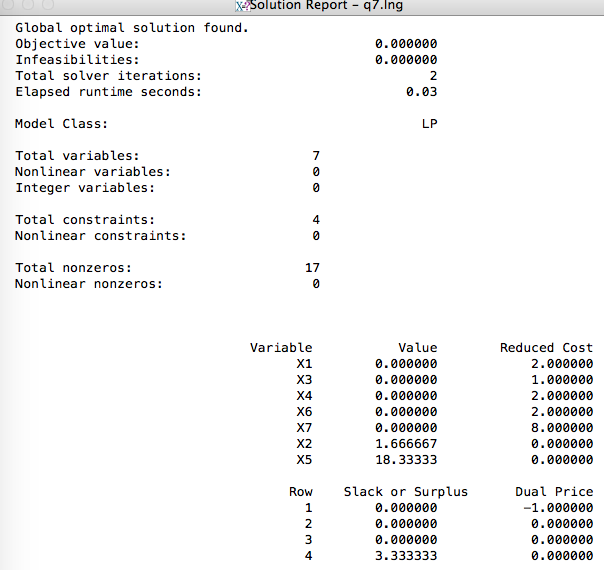 Solution Report - q7.lng
Global optimal solution found.
Objective value: 0.000000
Infeasibilities: 0.000000
Total solver iterations: 2
Elapsed runtime seconds: 0.03
Model Class: LP
Total variables: 7
Nonlinear variables: 0
Integer variables: 0
Total constraints: 4
Nonlinear constraints: 0
Total nonzeros: 17
Nonlinear nonzeros: 0
Variable Value Reduced Cost
X1 0.000000 2.000000
X3 0.000000 1.000000
X4 0.000000 2.000000
X6 0.000000 2.000000
X7 0.000000 8.000000
X2 1.666667 0.000000
X5 18.33333 0.000000
Row Slack or Surplus Dual Price
1 0.000000 -1.000000
2 0.000000 0.000000
3 0.000000 0.000000
4 3.333333 0.000000